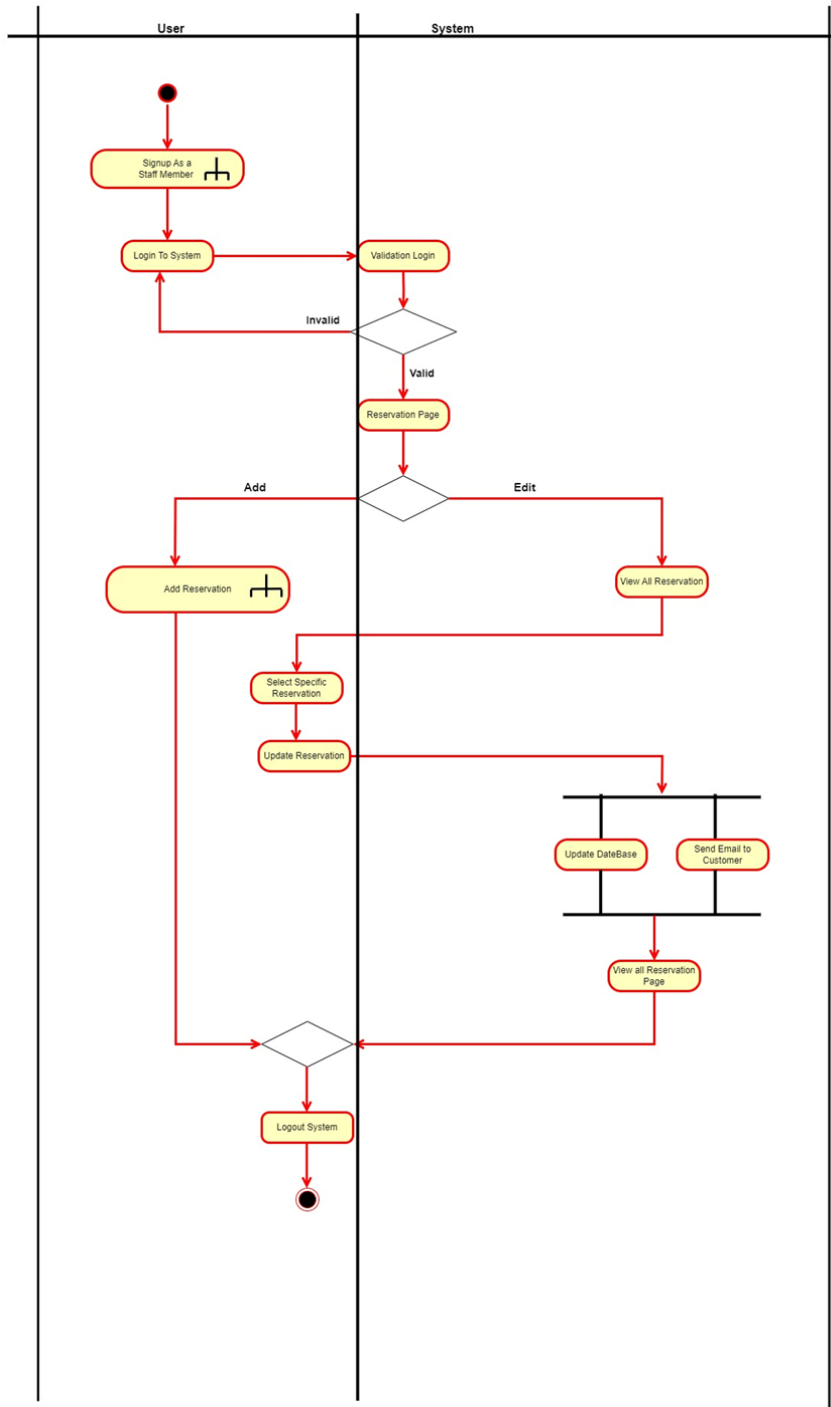 User
System
Signup As a
Staff Member
Login To System
Validation Login
Invalid
Valid
Reservation Page
Add
Edit
Add Reservation
View All Reservation
Select Specific
Reservation
Update Reservation
Update DateBase
Send Email to
Customer
View all Reservation
Page
Logout System